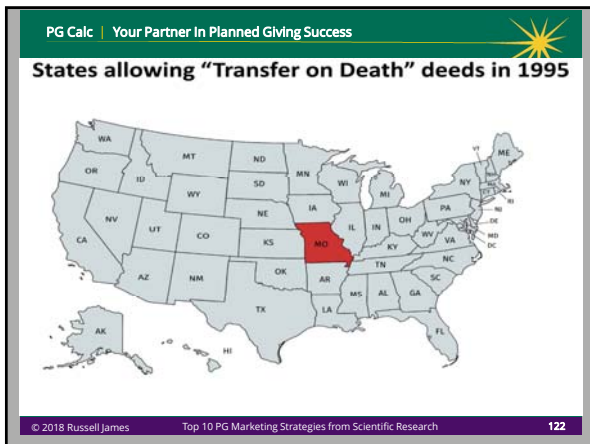 PG Calc | Your Partner In Planned Giving Success
States allowing “Transfer on Death” deeds in 1995
WA
OR
ID
MT
ND
MN
SD
WY
NV
UT
CO
NE
IA
WI
MI
CA
KS
MO
IL
IN
OH
KY
WV
VA
PA
NY
VT
ME
RI
NJ
DE
MD
DC
NC
TN
SC
AZ
NM
OK
AR
MS
AL
GA
TX
LA
FL
AK
HI
© 2018 Russell James Top 10 PG Marketing Strategies from Scientific Research 122